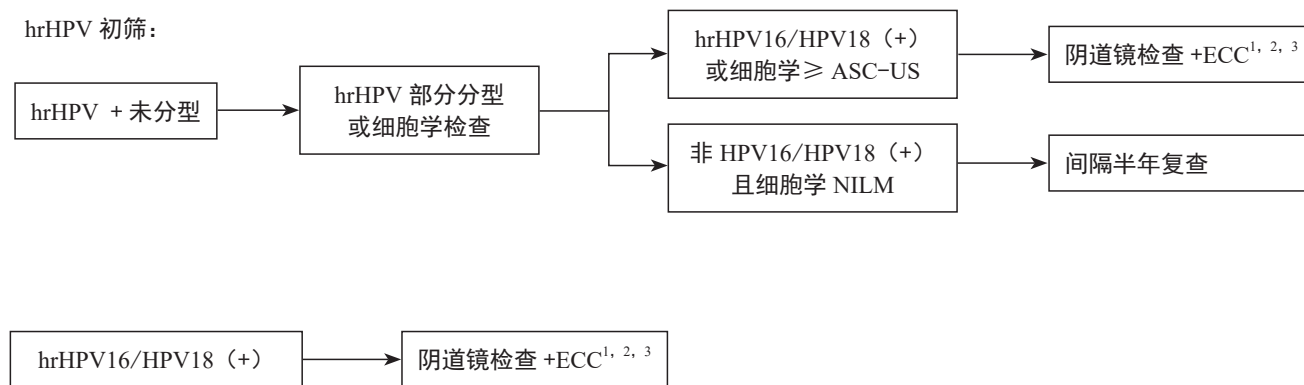 hrHPV 初筛：
hrHPV + 未分型
hrHPV 部分分型
或细胞学检查
hrHPV16/HPV18（+）
或细胞学≥ ASC-US
阴道镜检查 +ECC1，2，3
非 HPV16/HPV18（+）
且细胞学 NILM
间隔半年复查
hrHPV16/HPV18（+）
阴道镜检查 +ECC1，2，3